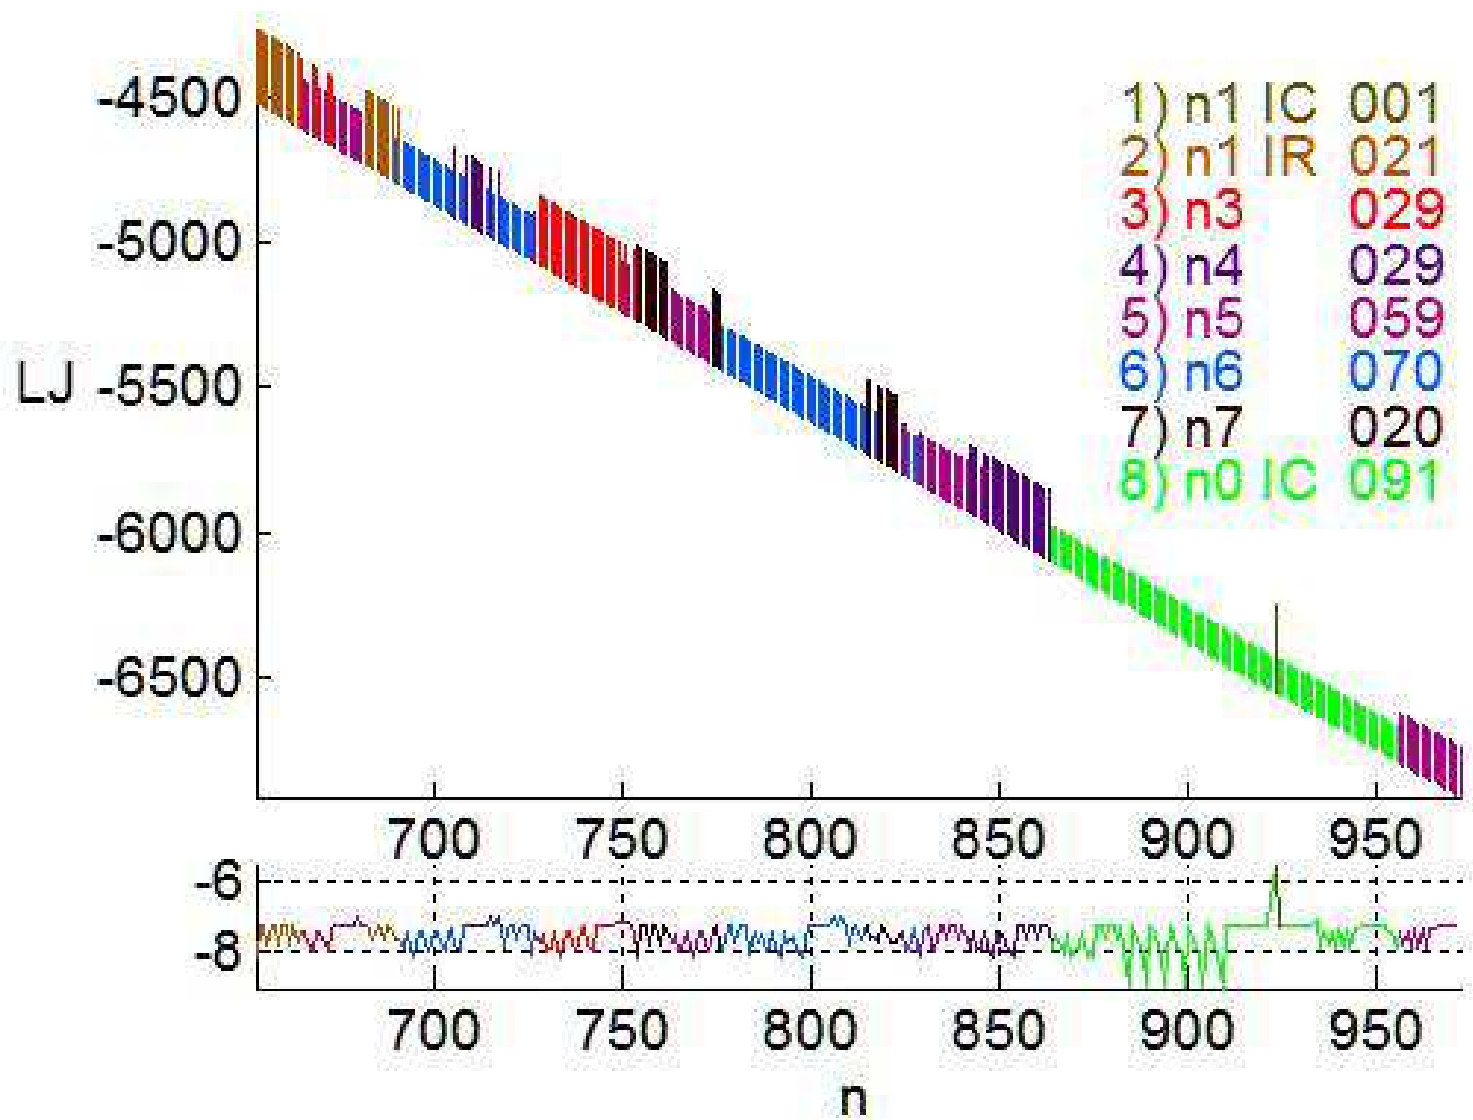 -4500
-5000
LJ -5500
-6000
-6500
1) n1 IC 001
2) n1 IR 021
3) n3 029
4) n4 029
5) n5 059
6) n6 070
7) n7 020
8) n0 IC 091
700 750 800 850 900 950
-6
-8
700 750 800 850 900 950
n